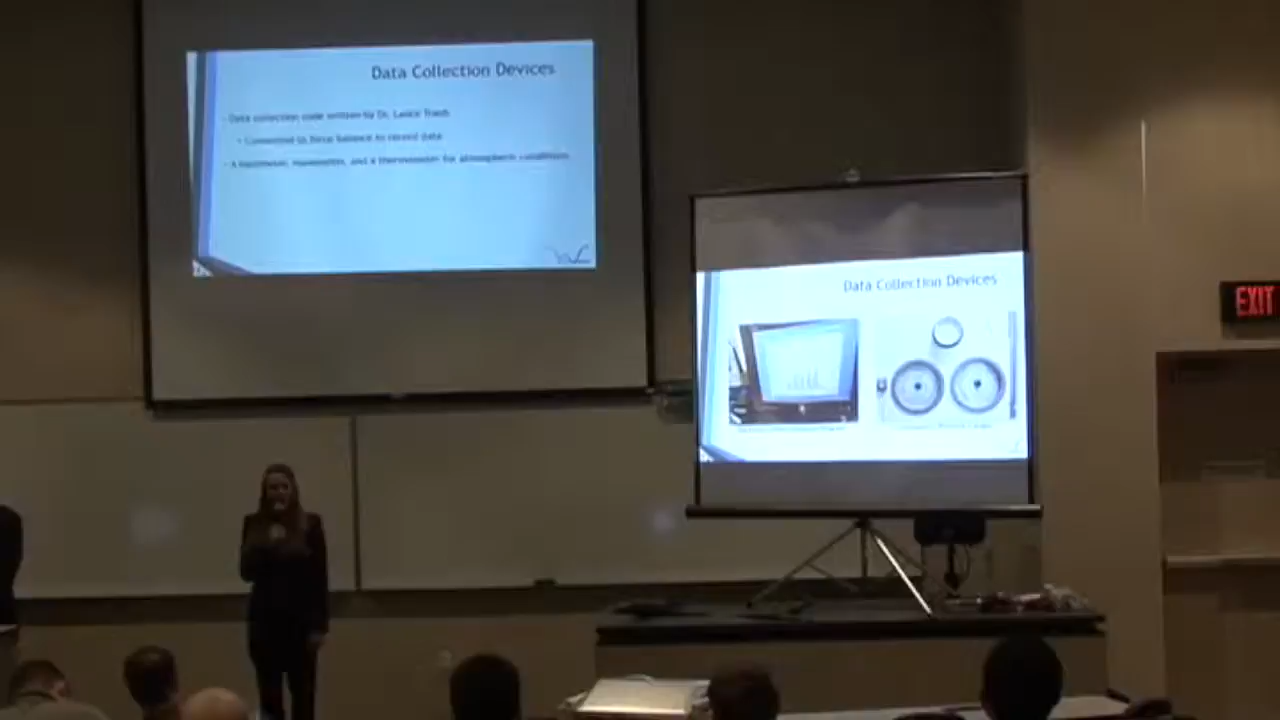 Data Collection Devices
- Data collection code written by Dr. Lance Traub
- Connected to force balance to record data
- A barometer, manometer, and a thermometer for atmospheric conditions
Data Collection Devices
EXIT